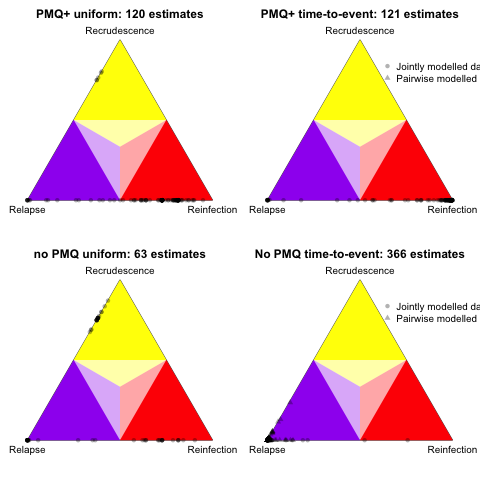 PMQ+ uniform: 120 estimates
Recrudescence
Relapse
Reinfection
PMQ+ time-to-event: 121 estimates
Recrudescence
Jointly modelled da
Pairwise modelled
Relapse
Reinfection
no PMQ uniform: 63 estimates
Recrudescence
Relapse
Reinfection
No PMQ time-to-event: 366 estimates
Recrudescence
Jointly modelled da
Pairwise modelled
Relapse
Reinfection